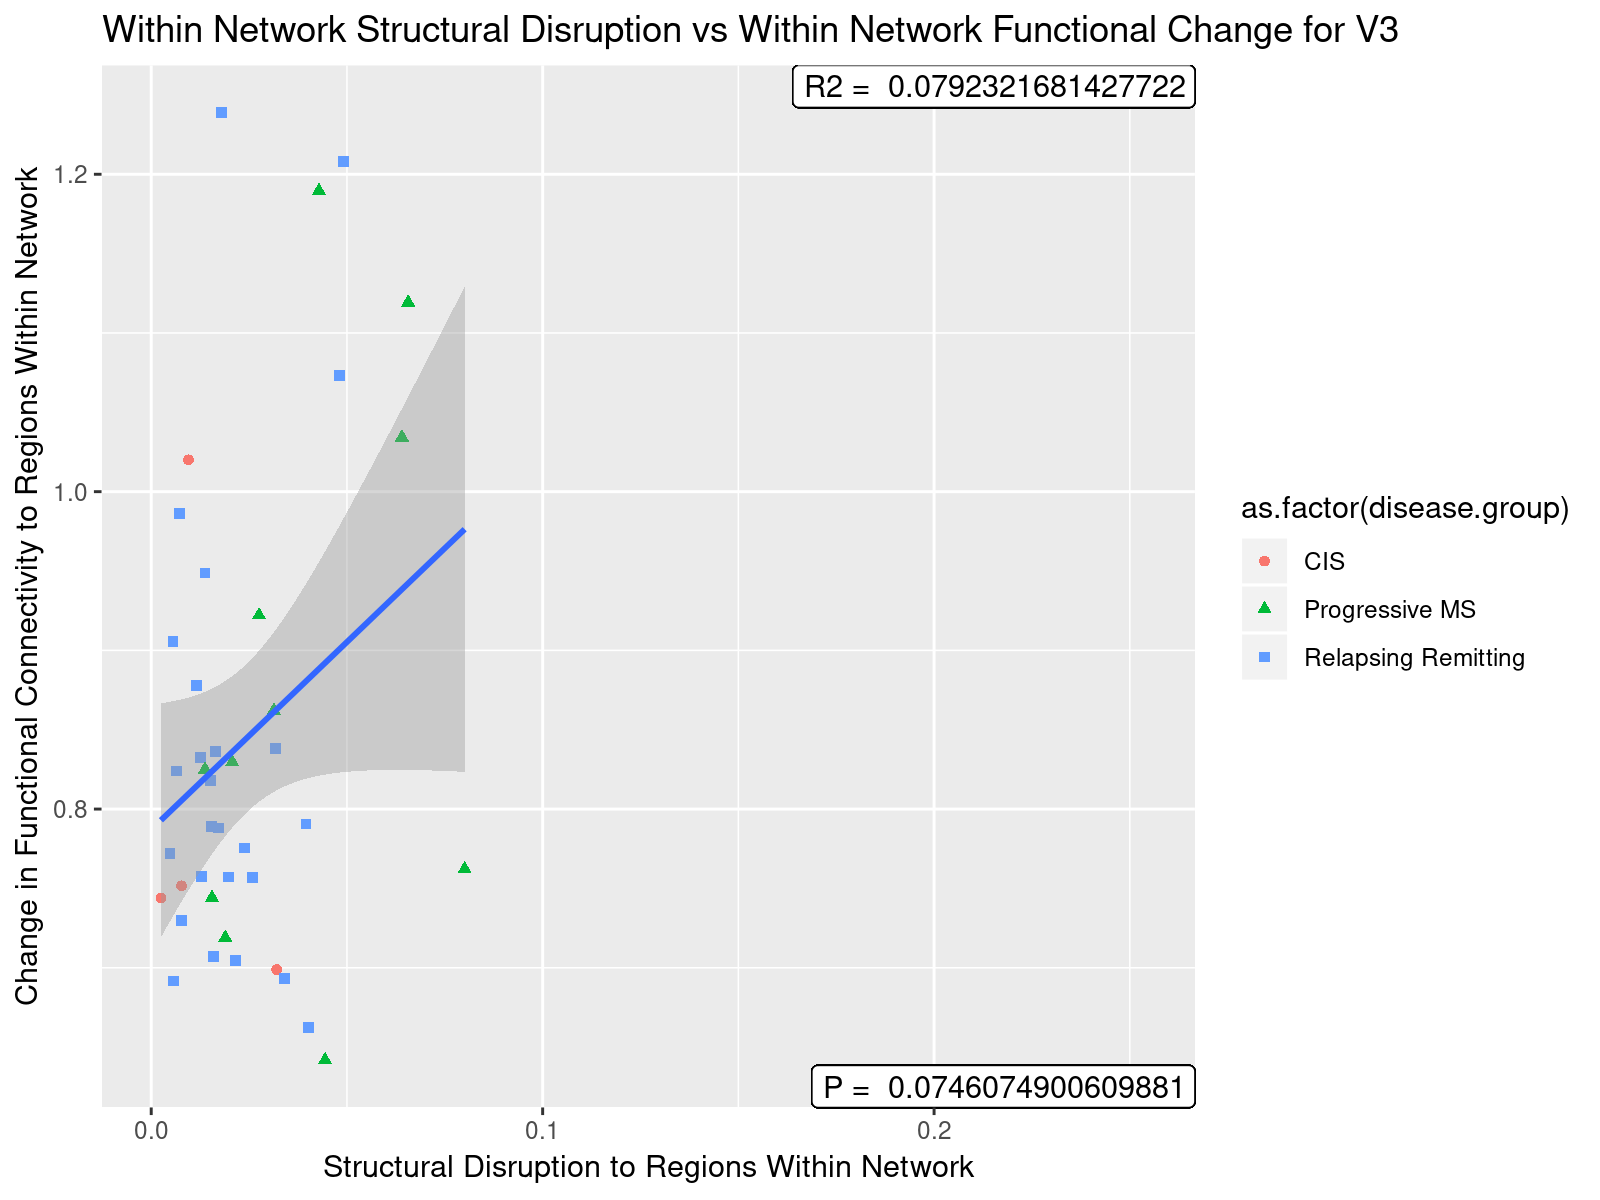 Within Network Structural Disruption vs Within Network Functional Change for V3
R2 =  0.0792321681427722
1.2
1.0
0.8
Change in Functional Connectivity to Regions Within Network
as.factor(disease.group)
CIS
Progressive MS
Relapsing Remitting
P =  0.0746074900609881
0.0
0.1
0.2
Structural Disruption to Regions Within Network